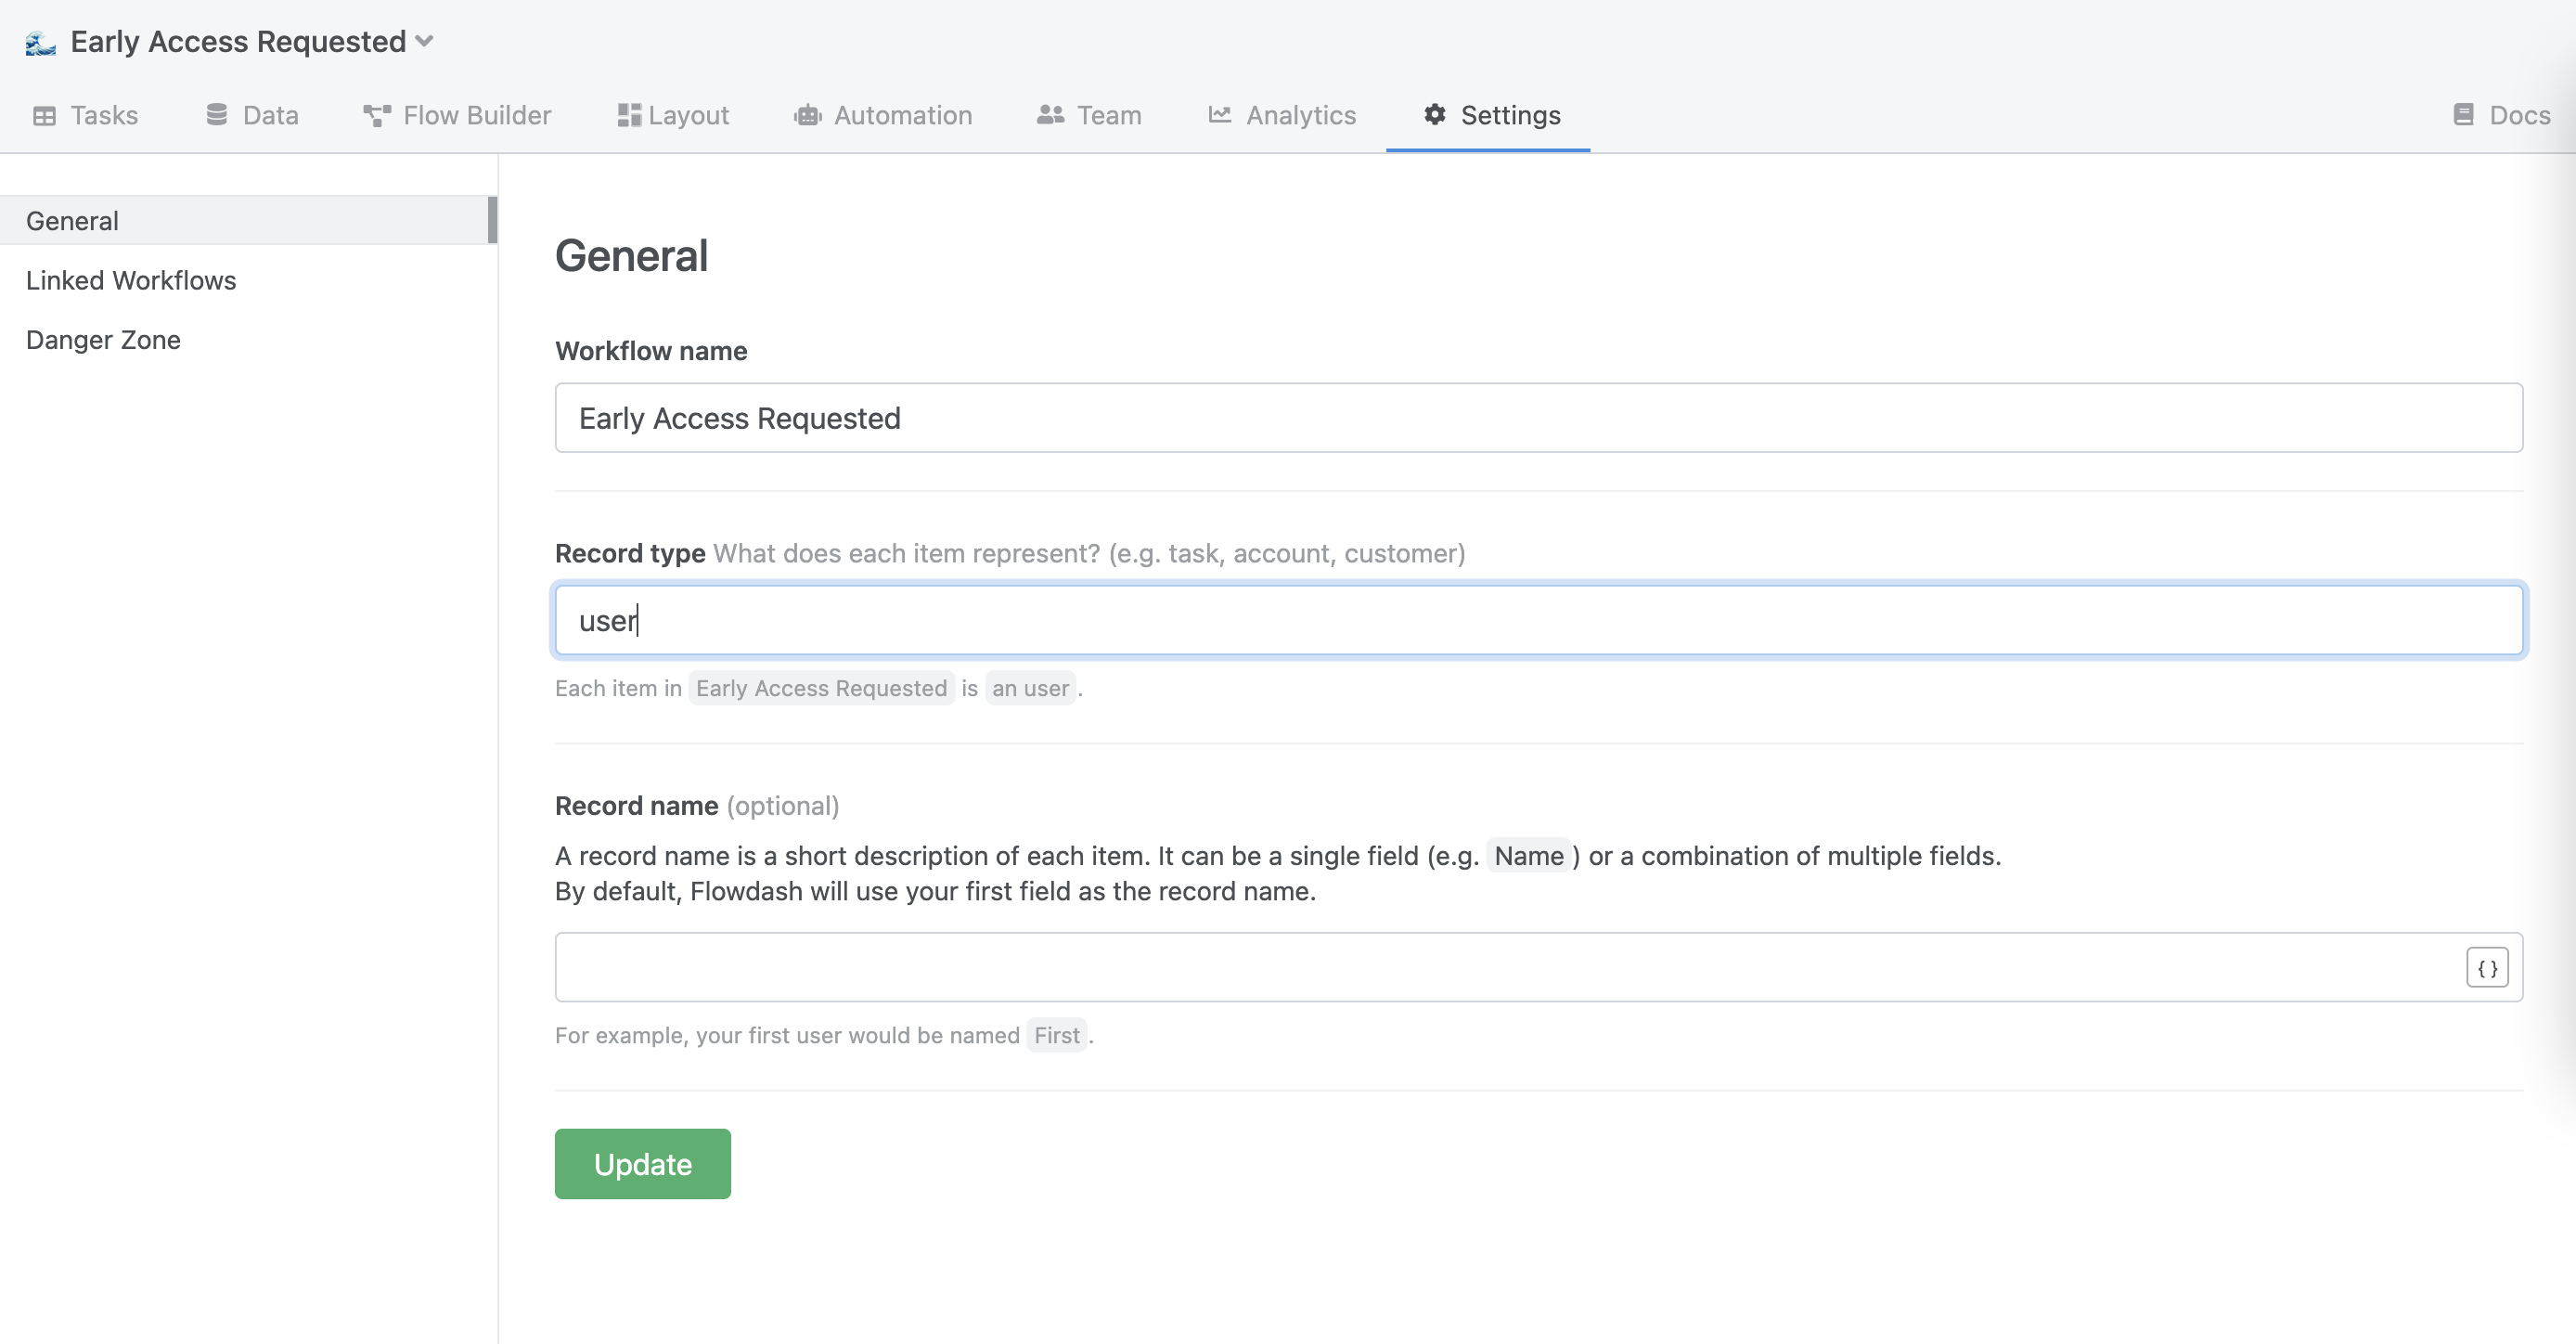 Early Access Requested
Tasks Data Flow Builder Layout Automation Team Analytics Settings Docs
General
Linked Workflows
Danger Zone
General
Workflow name
Early Access Requested
Record type What does each item represent? (e.g. task, account, customer)
user
Each item in Early Access Requested is an user .
Record name (optional)
A record name is a short description of each item. It can be a single field (e.g. Name ) or a combination of multiple fields.
By default, Flowdash will use your first field as the record name.
{ }
For example, your first user would be named First .
Update